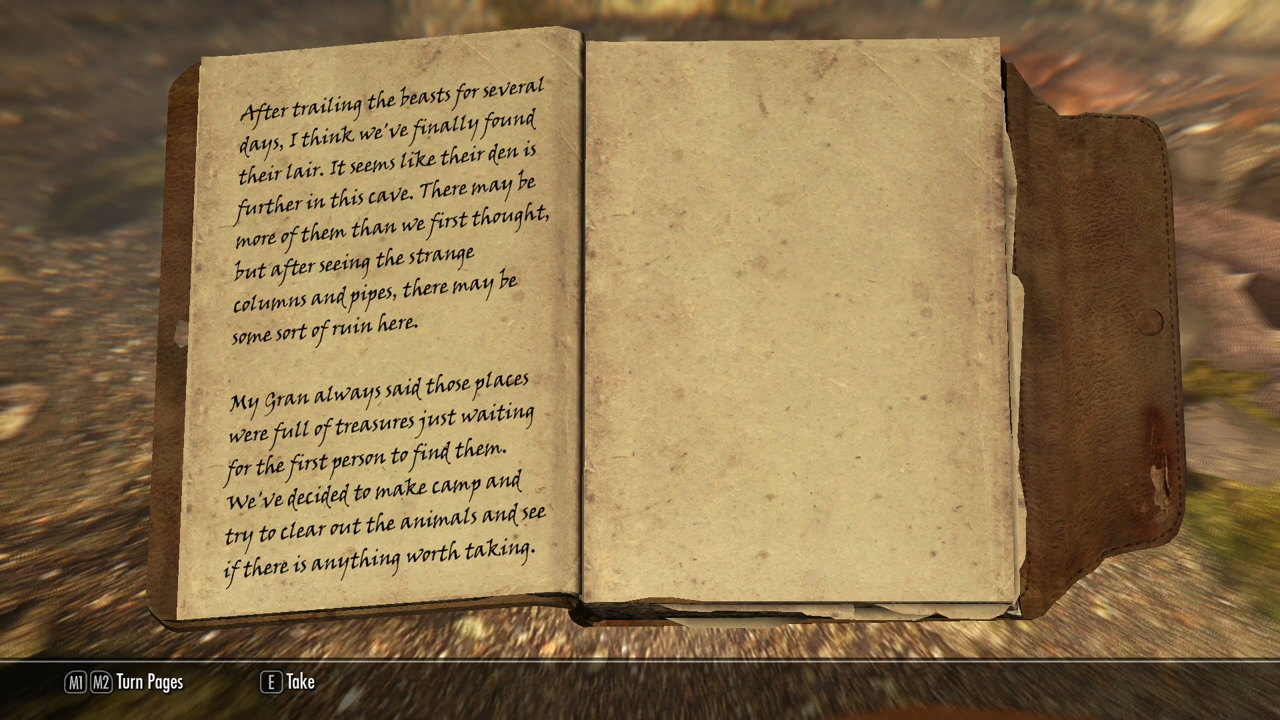 After trailing the beasts for several
days, I think we've finally found
their lair. It seems like their den is
further in this cave. There may be
more of them than we first thought,
but after seeing the strange
columns and pipes, there may be
some sort of ruin here.
My Gran always said those places
were full of treasures just waiting
for the first person to find them.
We've decided to make camp and
try to clear out the animals and see
if there is anything worth taking.
M1 M2 Turn Pages E Take